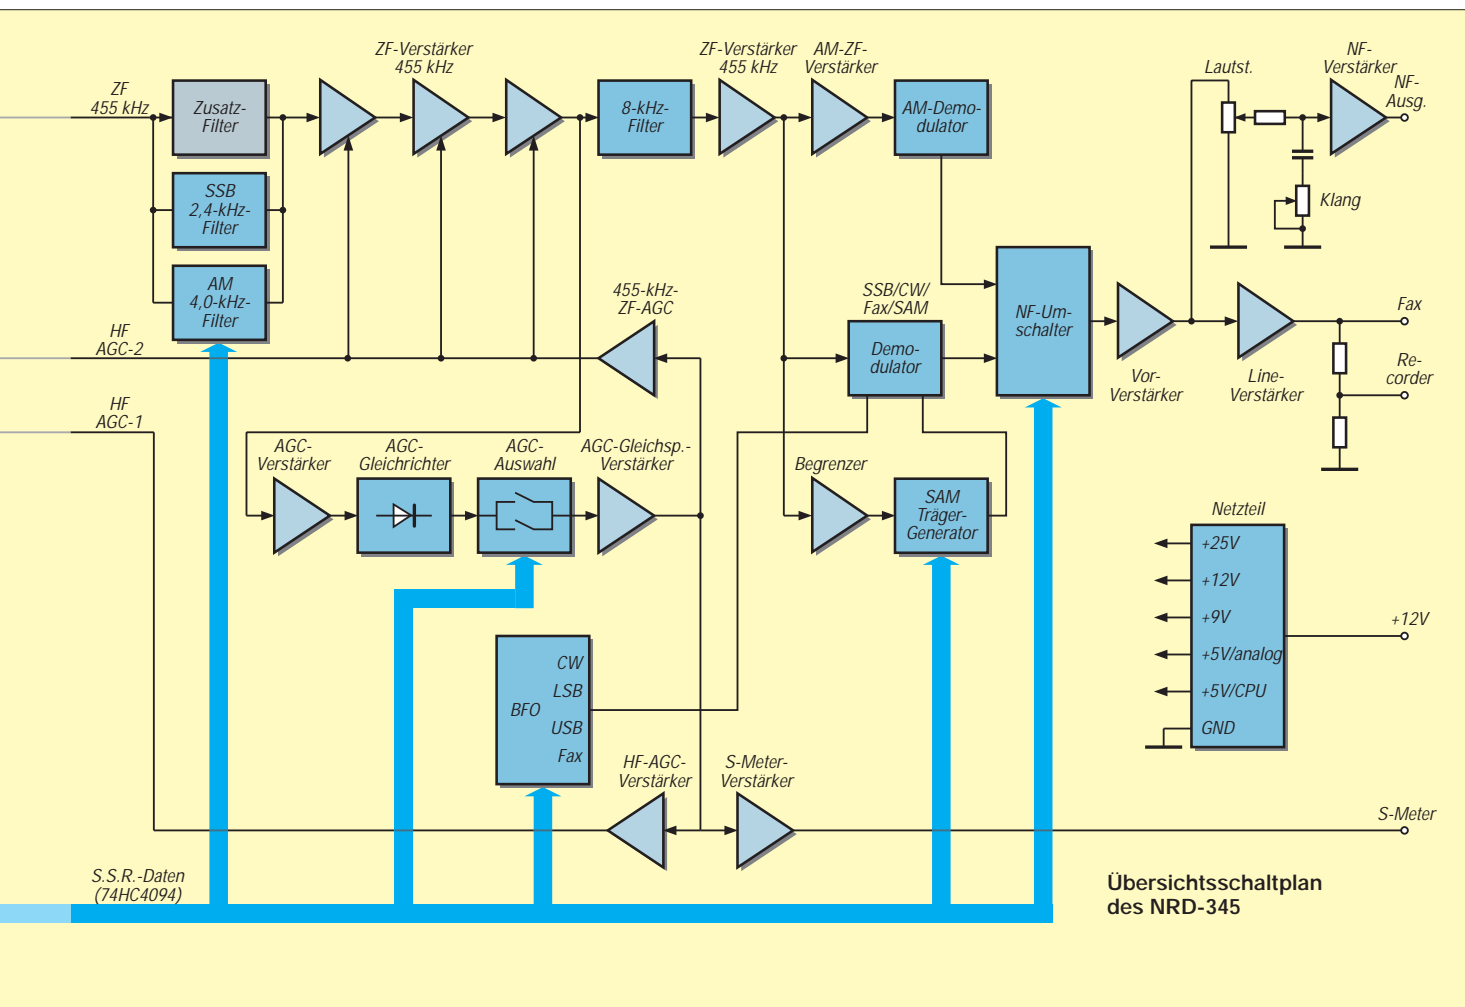 ZF-Verstärker
455 kHz
ZF-Verstärker
455 kHz
AM-ZF-
Verstärker
Lautst.
NF-
Verstärker
NF-
Ausg.
ZF
455 kHz
Zusatz-
Filter
8-kHz-
Filter
AM-Demo-
dulator
SSB
2,4-kHz-
Filter
Klang
AM
4,0-kHz-
Filter
455-kHz-
ZF-AGC
SSB/CW/
Fax/SAM
Demo-
dulator
NF-Um-
schalter
Fax
HF
AGC-2
Vor-
Verstärker
Line-
Verstärker
Re-
corder
HF
AGC-1
AGC-
Verstärker
AGC-
Gleichrichter
AGC-
Auswahl
AGC-Gleichsp.-
Verstärker
Begrenzer
SAM
Träger-
Generator
Netzteil
+25V
+12V
+9V
+5V/analog
+5V/CPU
GND
+12V
BFO
CW
LSB
USB
Fax
HF-AGC-
Verstärker
S-Meter-
Verstärker
S-Meter
S.S.R.-Daten
(74HC4094)
Übersichtsschaltplan
des NRD-345